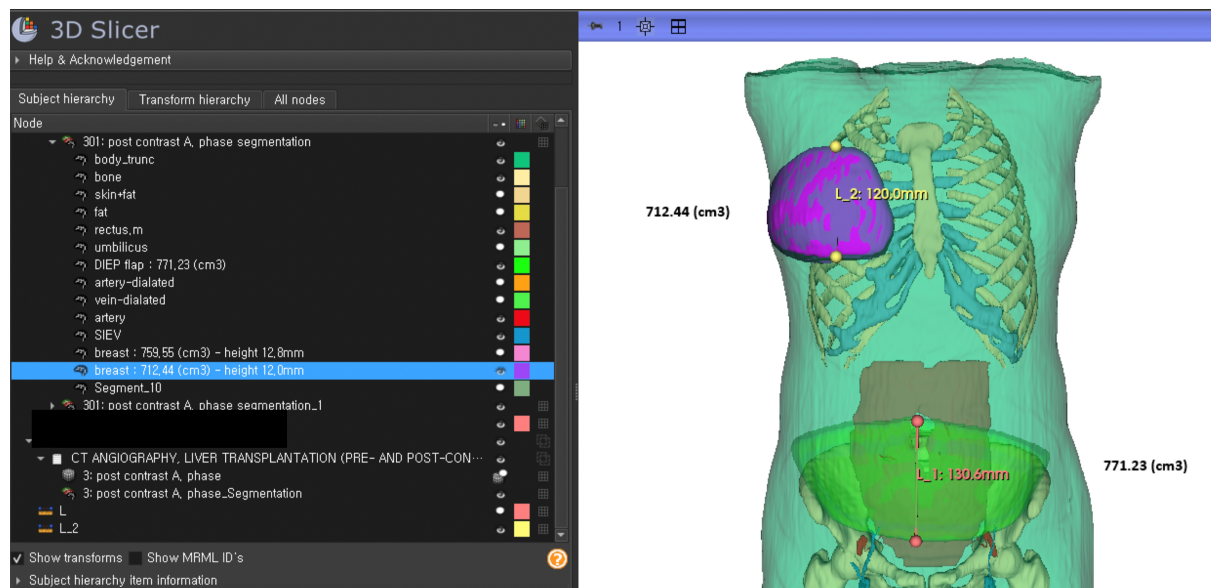 3D Slicer
Help & Acknowledgement
Subject hierarchy Transform hierarchy All nodes
Node
301: post contrast A, phase segmentation
body_trunc
bone
skin+fat
fat
rectus,m
umbilicus
DIEP flap : 771,23 (cm3)
artery-dialated
vein-dialated
artery
SIEV
breast : 759,55 (cm3) - height 12,8mm
breast : 712,44 (cm3) - height 12,0mm
Segment_10
301: post contrast A, phase segmentation_1
CT ANGIOGRAPHY, LIVER TRANSPLANTATION (PRE- AND POST-CON···
3: post contrast A, phase
3: post contrast A, phase_Segmentation
L
L_2
Show transforms Show MRML ID's
Subject hierarchy item information
1
L_2: 120.0mm
712.44 (cm3)
771.23 (cm3)
L_1: 130.6mm